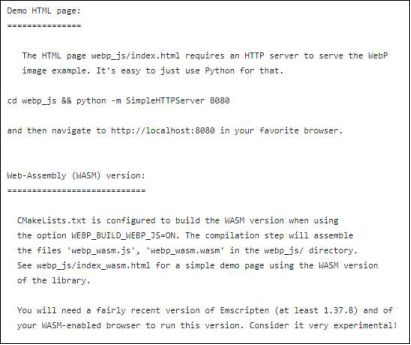 Demo HTML page:
===============
The HTML page webp_js/index.html requires an HTTP server to serve the WebP
image example. It's easy to just use Python for that.
cd webp_js && python -m SimpleHTTPServer 8080
and then navigate to http://localhost:8080 in your favorite browser.
Web-Assembly (WASM) version:
============================
CMakeLists.txt is configured to build the WASM version when using
the option WEBP_BUILD_WEBP_JS=ON. The compilation step will assemble
the files 'webp_wasm.js', 'webp_wasm.wasm' in the webp_js/ directory.
See webp_js/index_wasm.html for a simple demo page using the WASM version
of the library.
You will need a fairly recent version of Emscripten (at least 1.37.8) and of
your WASM-enabled browser to run this version. Consider it very experimental!